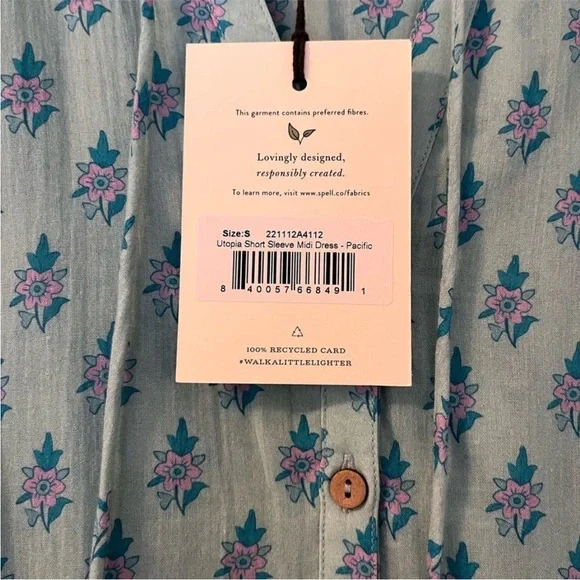 This garment contains preferred fibres.
Lovingly designed,
responsibly created.
To learn more, visit www.spell.co/fabrics
Size:S 221112A4112
Utopia Short Sleeve Midi Dress - Pacific
8 40057 66849 1
100% RECYCLED CARD
#WALKALITTLELIGHTER